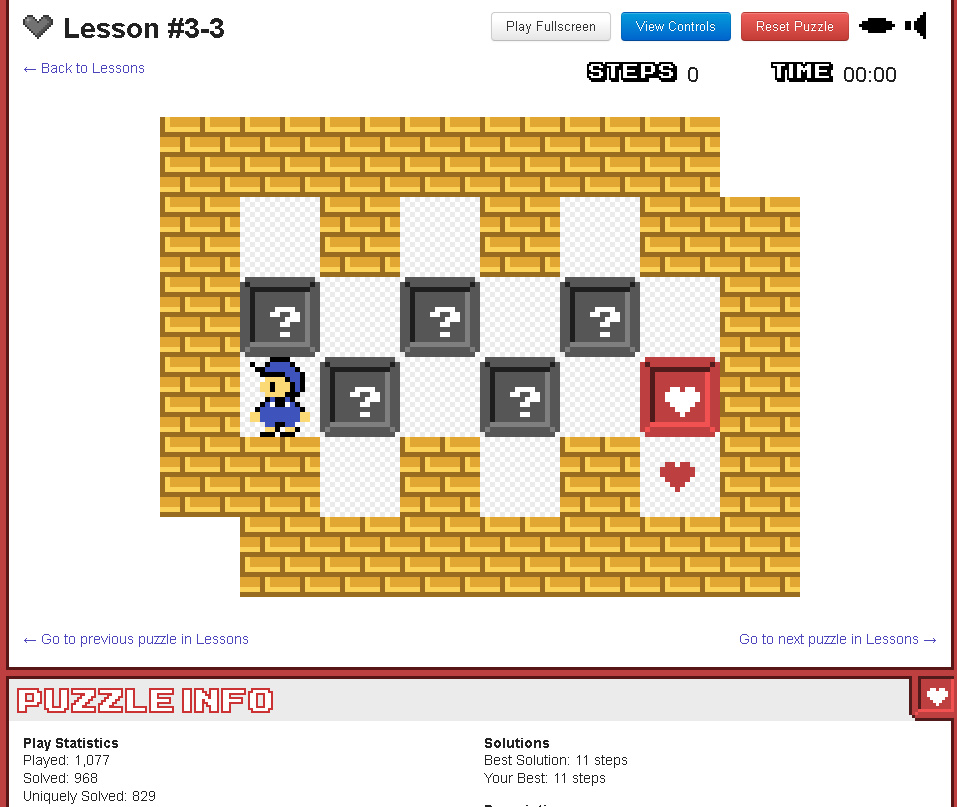 Lesson #3-3
Play Fullscreen
View Controls
Reset Puzzle
← Back to Lessons
STEPS 0
TIME 00:00
?
?
?
?
?
← Go to previous puzzle in Lessons
Go to next puzzle in Lessons →
PUZZLE INFO
Play Statistics
Played: 1,077
Solved: 968
Uniquely Solved: 829
Solutions
Best Solution: 11 steps
Your Best: 11 steps